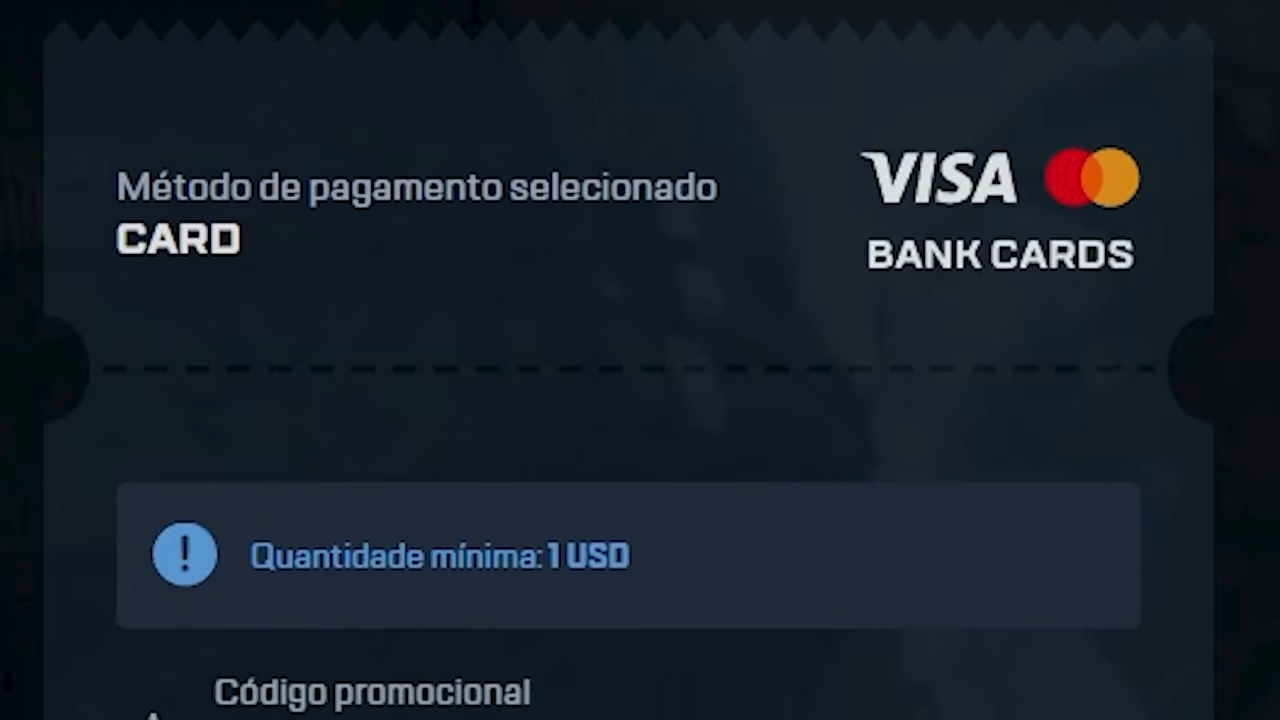 Método de pagamento selecionado
CARD
VISA
BANK CARDS
Quantidade mínima: 1 USD
Código promocional